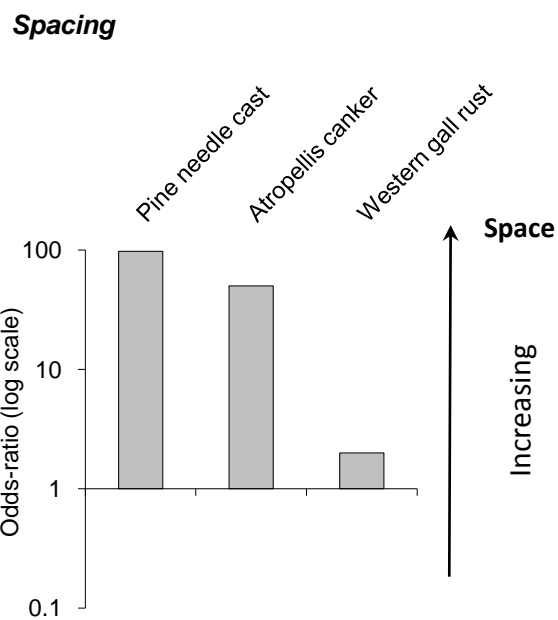 Spacing
Pine needle cast
Atropellis canker
Western gall rust
Space
Increasing
Odds-ratio (log scale)
100
10
1
0.1